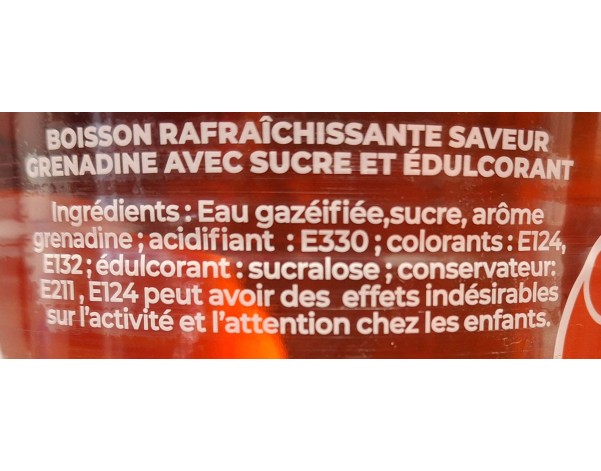 BOISSON RAFRAÎCHISSANTE SAVEUR
GRENADINE AVEC SUCRE ET ÉDULCORANT
Ingrédients : Eau gazéifiée,sucre, arôme
grenadine ; acidifiant : E330 ; colorants : E124,
E132 ; édulcorant : sucralose ; conservateur:
E211 , E124 peut avoir des effets indésirables
sur l'activité et l'attention chez les enfants.